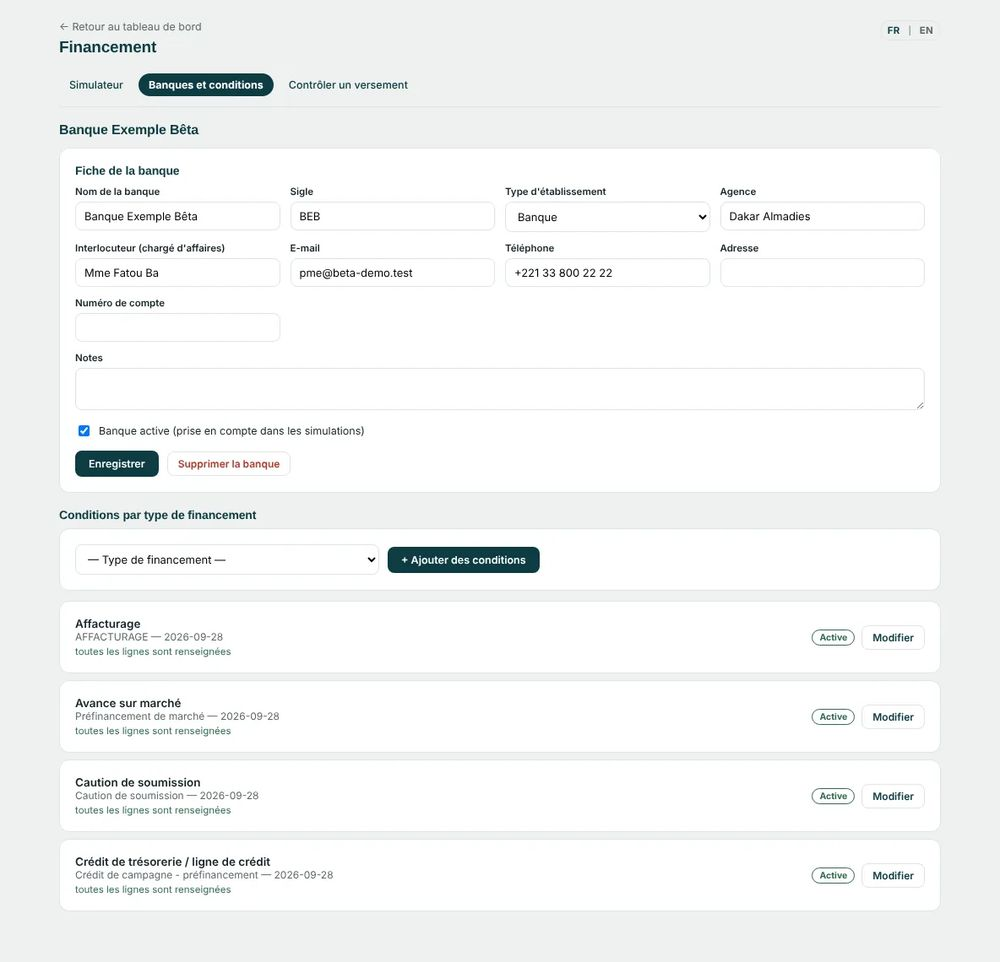 ← Retour au tableau de bord
FR | EN
Financement
Simulateur Banques et conditions Contrôler un versement
Banque Exemple Bêta
Fiche de la banque
Nom de la banque Sigle Type d'établissement Agence
Banque Exemple Bêta BEB Banque Dakar Almadies
Interlocuteur (chargé d'affaires) E-mail Téléphone Adresse
Mme Fatou Ba pme@beta-demo.test +221 33 800 22 22
Numéro de compte
Notes
Banque active (prise en compte dans les simulations)
Enregistrer Supprimer la banque
Conditions par type de financement
— Type de financement — + Ajouter des conditions
Affacturage
AFFACTURAGE — 2026-09-28
toutes les lignes sont renseignées
Active Modifier
Avance sur marché
Préfinancement de marché — 2026-09-28
toutes les lignes sont renseignées
Active Modifier
Caution de soumission
Caution de soumission — 2026-09-28
toutes les lignes sont renseignées
Active Modifier
Crédit de trésorerie / ligne de crédit
Crédit de campagne - préfinancement — 2026-09-28
toutes les lignes sont renseignées
Active Modifier